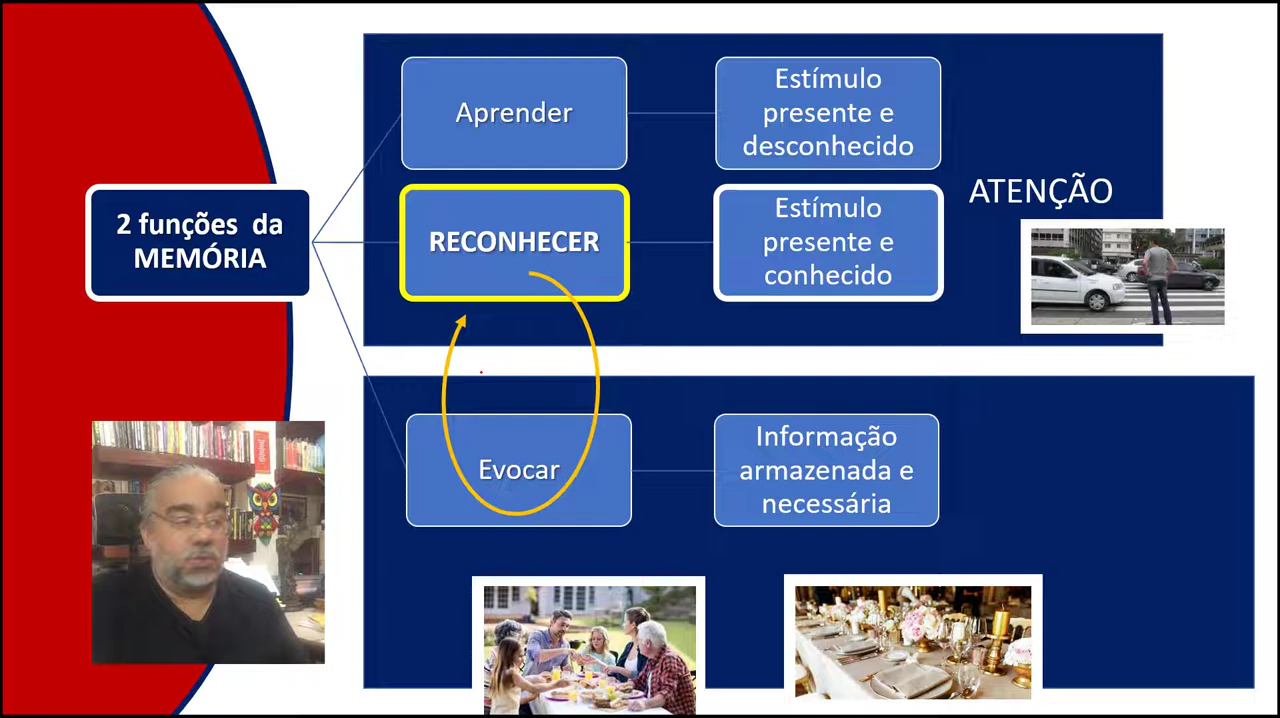 2 funções da
MEMÓRIA
Aprender
Estímulo
presente e
desconhecido
RECONHECER
Estímulo
presente e
conhecido
ATENÇÃO
Evocar
Informação
armazenada e
necessária